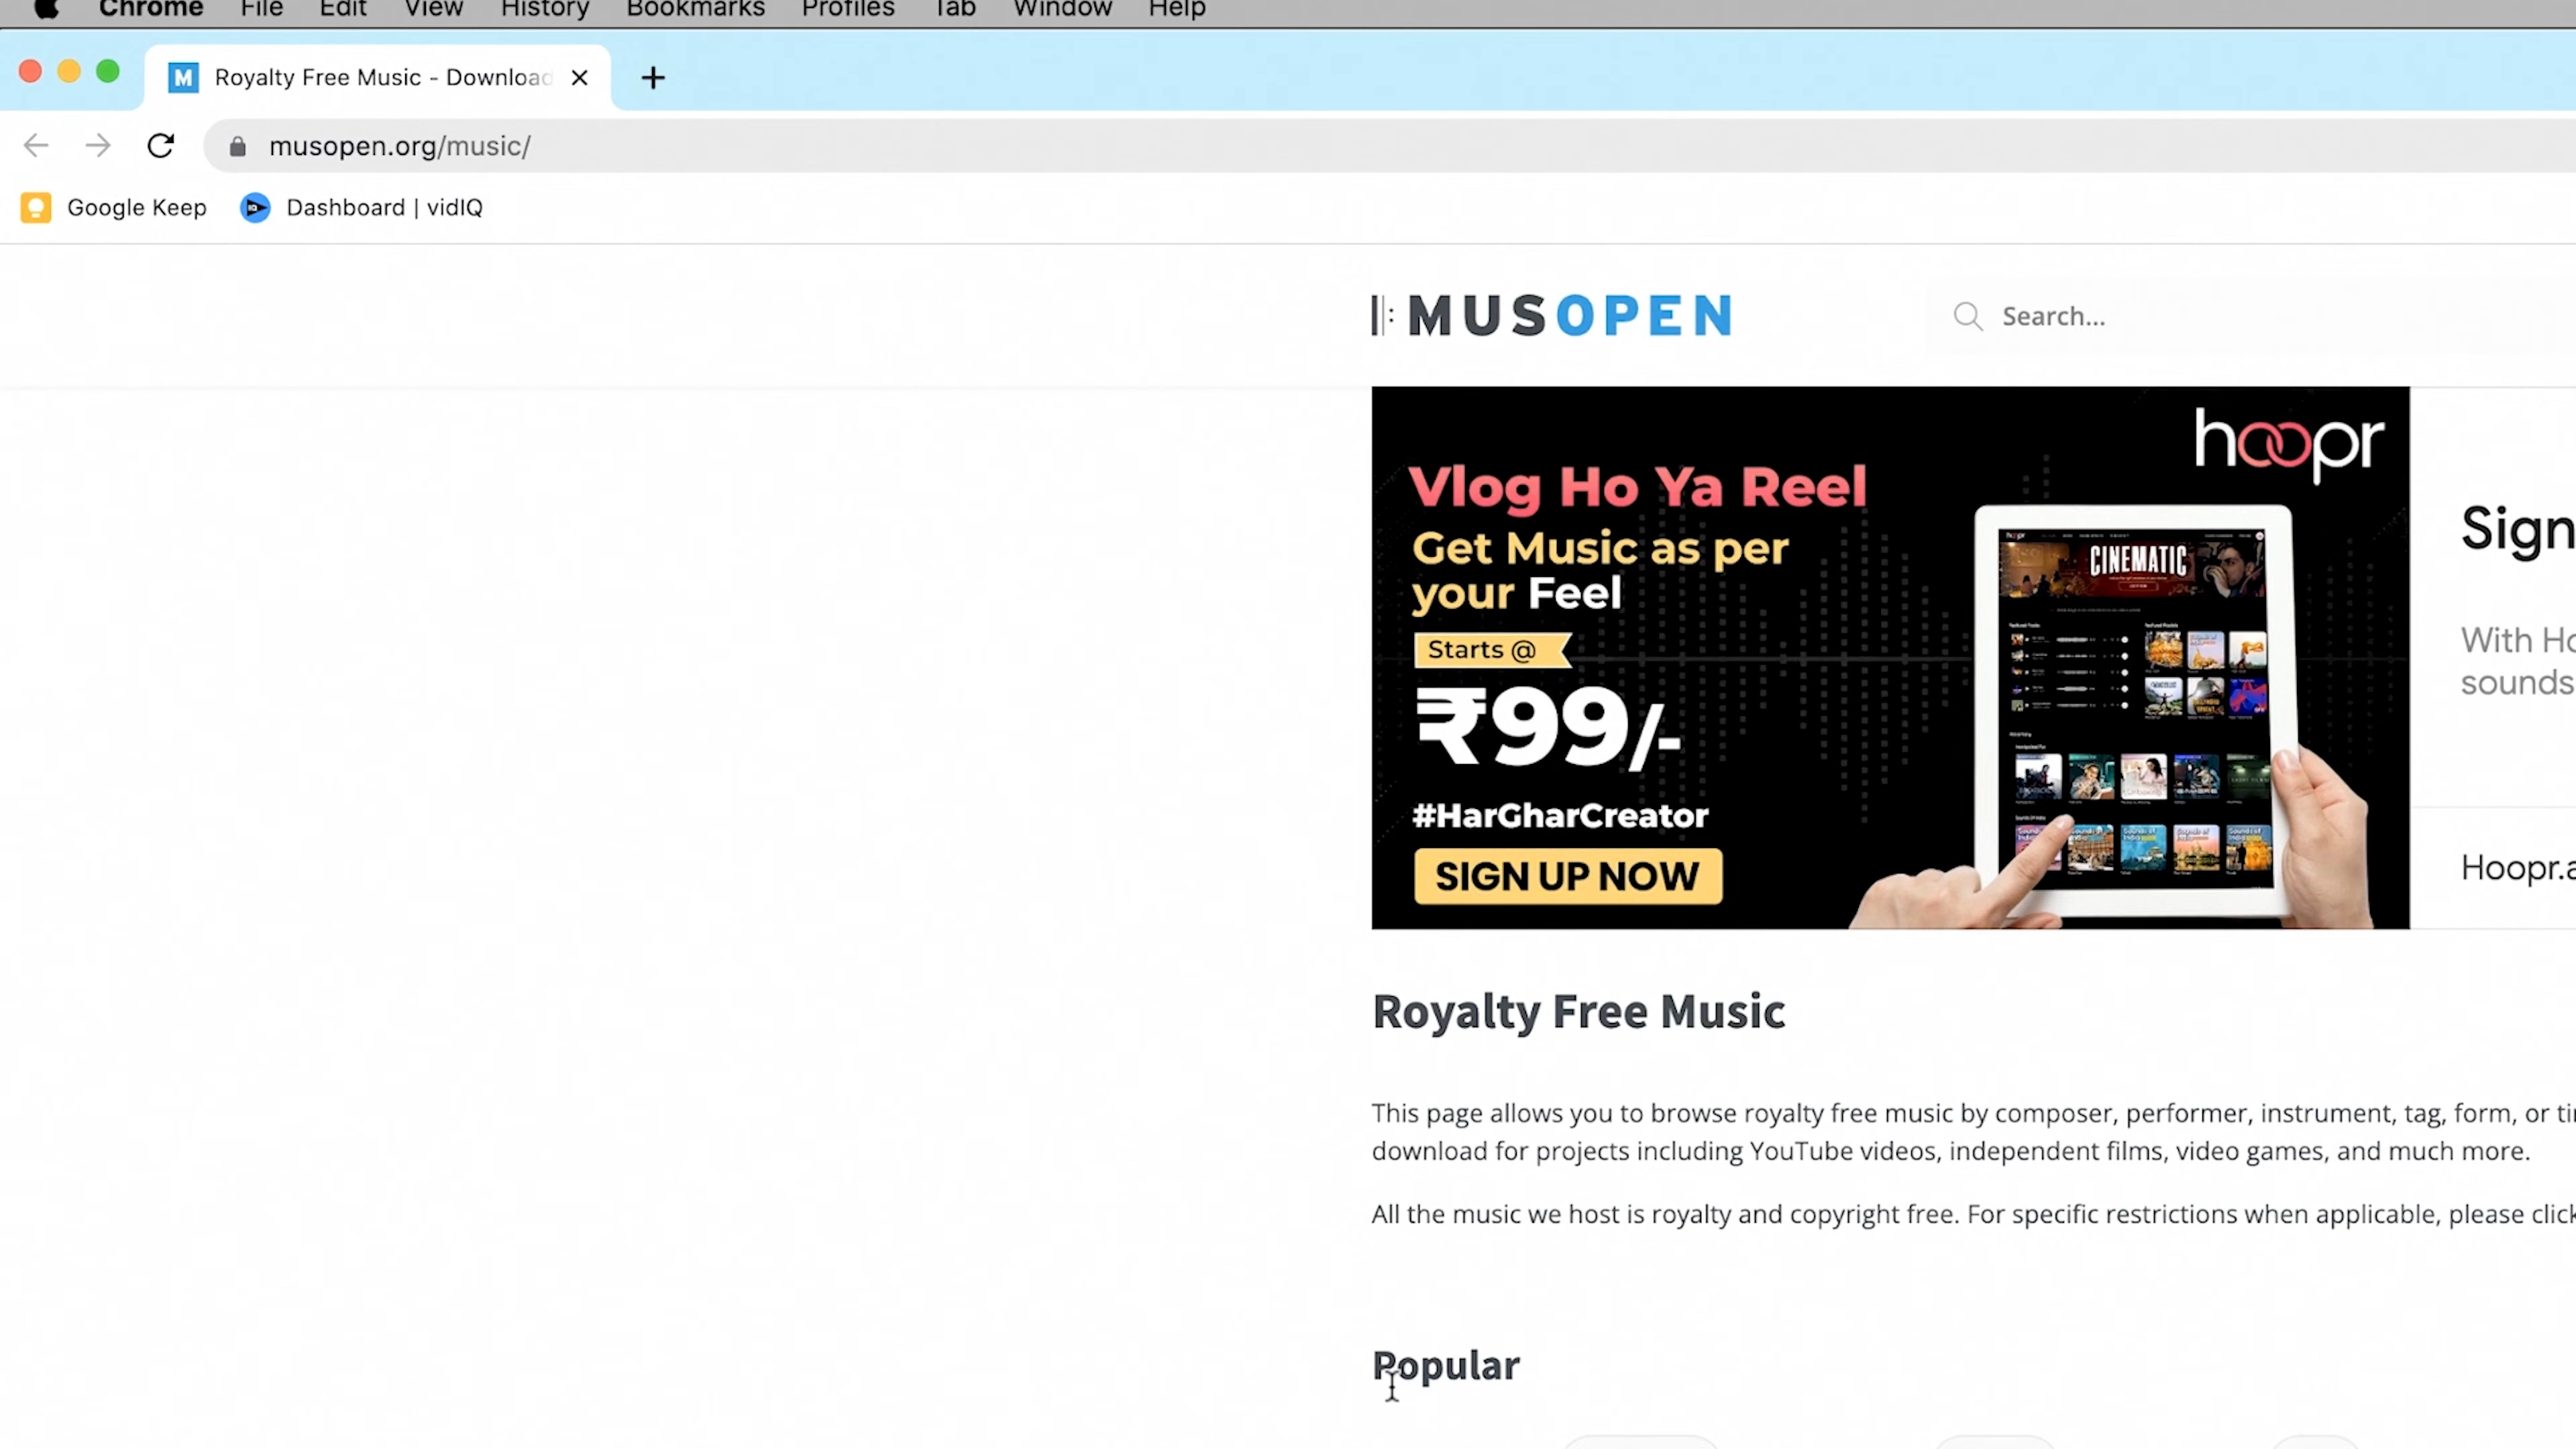 Chrome File Edit View History Bookmarks Profiles Tab Window Help
M Royalty Free Music - Download
musopen.org/music/
Google Keep Dashboard | vidIQ
MUSOPEN Search...
hoopr
Vlog Ho Ya Reel
Get Music as per
your Feel
Starts @
₹99/-
#HarGharCreator
SIGN UP NOW
CINEMATIC
Sign
With Ho
sounds
Hoopr.a
Royalty Free Music
This page allows you to browse royalty free music by composer, performer, instrument, tag, form, or ti
download for projects including YouTube videos, independent films, video games, and much more.
All the music we host is royalty and copyright free. For specific restrictions when applicable, please click
Popular